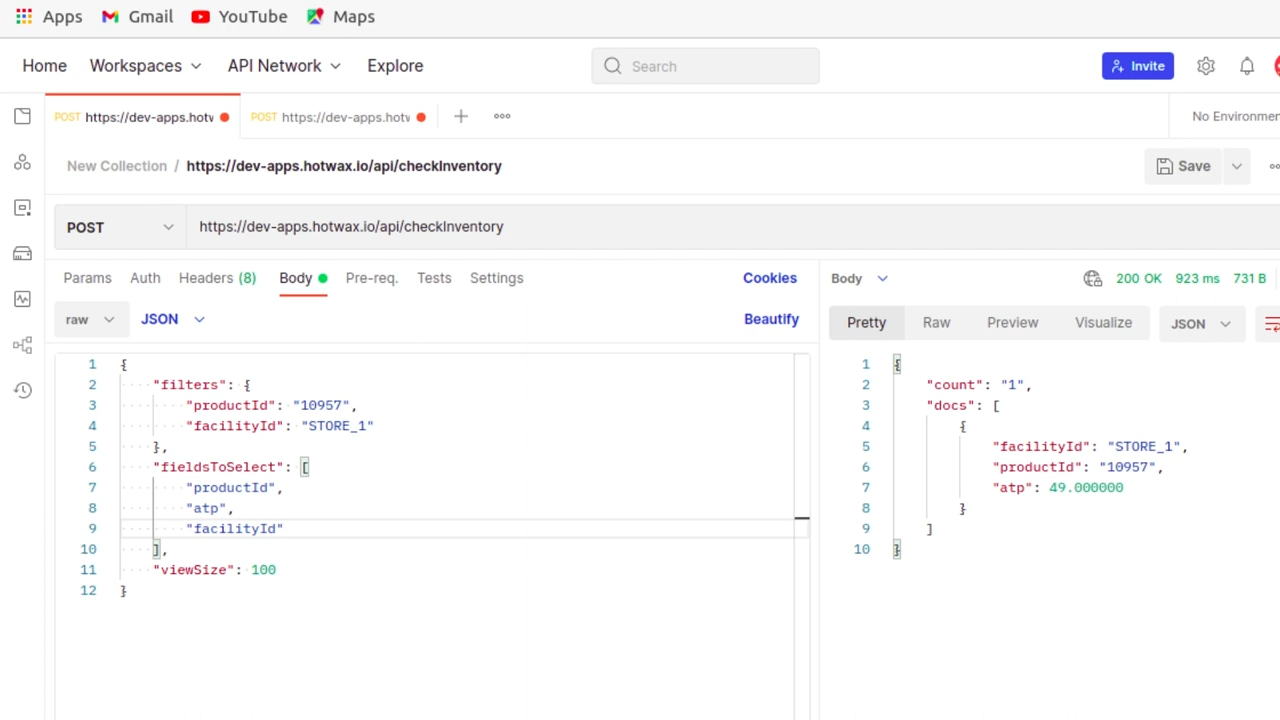 Apps Gmail YouTube Maps
Home Workspaces API Network Explore Search Invite
POST https://dev-apps.hotw POST https://dev-apps.hotw + No Environmen
New Collection / https://dev-apps.hotwax.io/api/checkInventory Save
POST https://dev-apps.hotwax.io/api/checkInventory
Params Auth Headers (8) Body Pre-req. Tests Settings Cookies
raw JSON Beautify
1 {
2 "filters": {
3 "productId": "10957",
4 "facilityId": "STORE_1"
5 },
6 "fieldsToSelect": [
7 "productId",
8 "atp",
9 "facilityId"
10 ],
11 "viewSize": 100
12 }
Body 200 OK 923 ms 731 B
Pretty Raw Preview Visualize JSON
1 {
2 "count": "1",
3 "docs": [
4 {
5 "facilityId": "STORE_1",
6 "productId": "10957",
7 "atp": 49.000000
8 }
9 ]
10 }